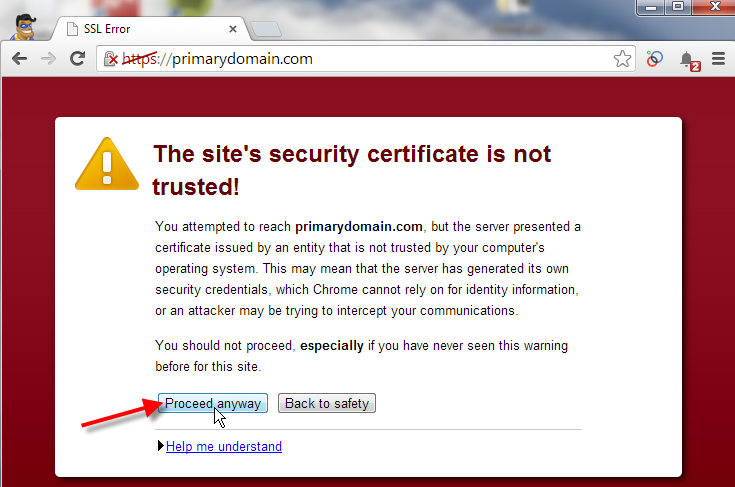 SSL Error
https://primarydomain.com
2
The site's security certificate is not
trusted!
You attempted to reach primarydomain.com, but the server presented a
certificate issued by an entity that is not trusted by your computer's
operating system. This may mean that the server has generated its own
security credentials, which Chrome cannot rely on for identity information,
or an attacker may be trying to intercept your communications.
You should not proceed, especially if you have never seen this warning
before for this site.
Proceed anyway
Back to safety
Help me understand